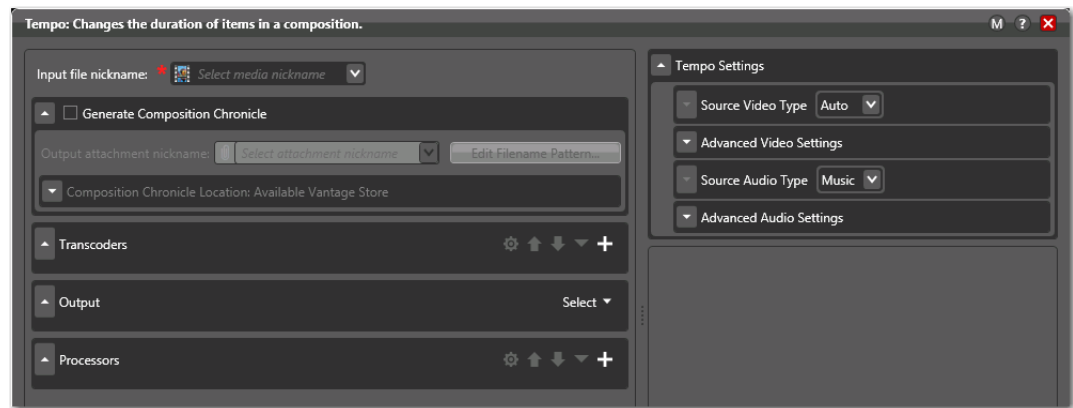 Tempo: Changes the duration of items in a composition.
M ?
Input file nickname: * Select media nickname
Generate Composition Chronicle
Output attachment nickname: Select attachment nickname Edit Filename Pattern...
Composition Chronicle Location: Available Vantage Store
Transcoders
Output Select
Processors
Tempo Settings
Source Video Type Auto
Advanced Video Settings
Source Audio Type Music
Advanced Audio Settings